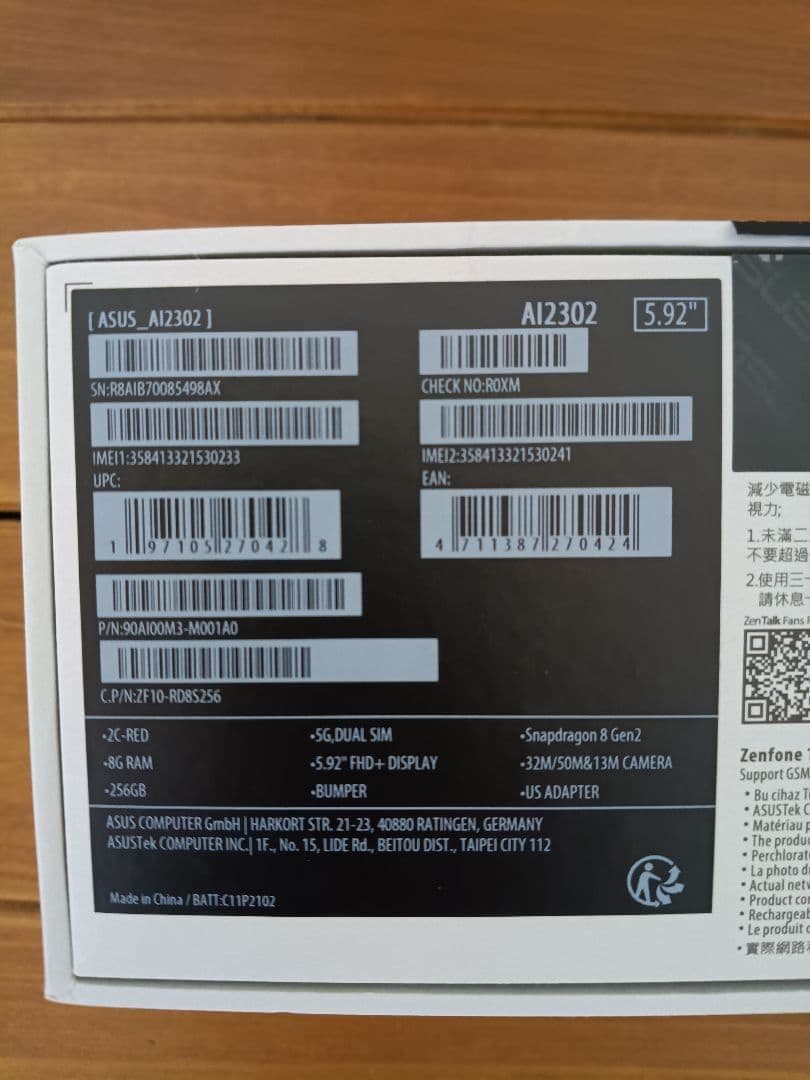 [ ASUS_AI2302 ]
AI2302
5.92"
SN:R8AIB70085498AX
CHECK NO:R0XM
IMEI1:358413321530233
IMEI2:358413321530241
UPC:
EAN:
1 97105 27042 8
4 711387 270424
P/N:90AI00M3-M001A0
C.P/N:ZF10-RD8S256
•2C-RED
•5G,DUAL SIM
•Snapdragon 8 Gen2
•8G RAM
•5.92" FHD+ DISPLAY
•32M/50M&13M CAMERA
•256GB
•BUMPER
•US ADAPTER
ASUS COMPUTER GmbH | HARKORT STR. 21-23, 40880 RATINGEN, GERMANY
ASUSTek COMPUTER INC.| 1F., No. 15, LIDE Rd., BEITOU DIST., TAIPEI CITY 112
Made in China / BATT:C11P2102
減少電磁
視力;
1.未滿二
不要超過
2.使用三
請休息
ZenTalk Fans
Zenfone
Support GSM
• Bu cihaz
• ASUSTek
• Matériau
• The
• Perchlorat
• La photo
• Actual
• Product
• Rechargeab
• Le produit
• 實際網路